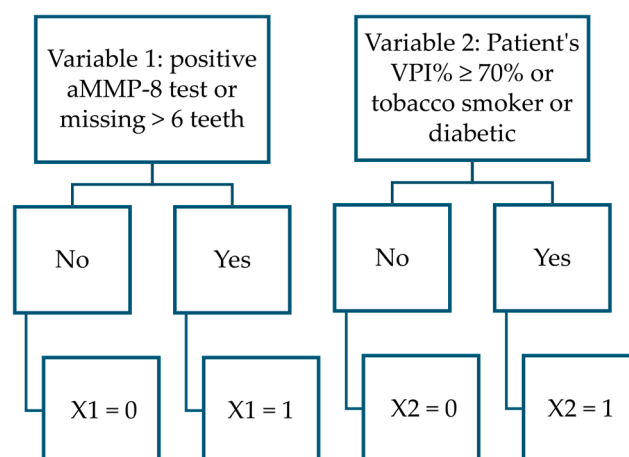 Variable 1: positive
aMMP-8 test or
missing > 6 teeth
Variable 2: Patient's
VPI% ≥ 70% or
tobacco smoker or
diabetic
No
Yes
No
Yes
X1 = 0
X1 = 1
X2 = 0
X2 = 1